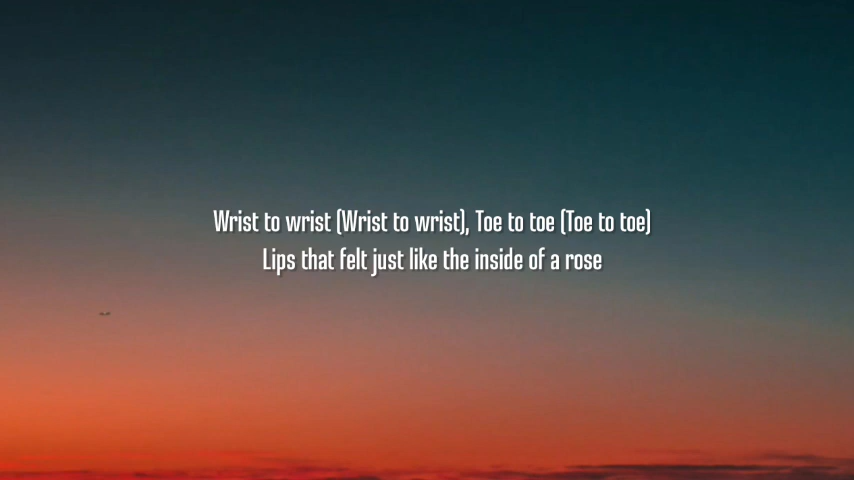 Wrist to wrist (Wrist to wrist), Toe to toe (Toe to toe)
Lips that felt just like the inside of a rose